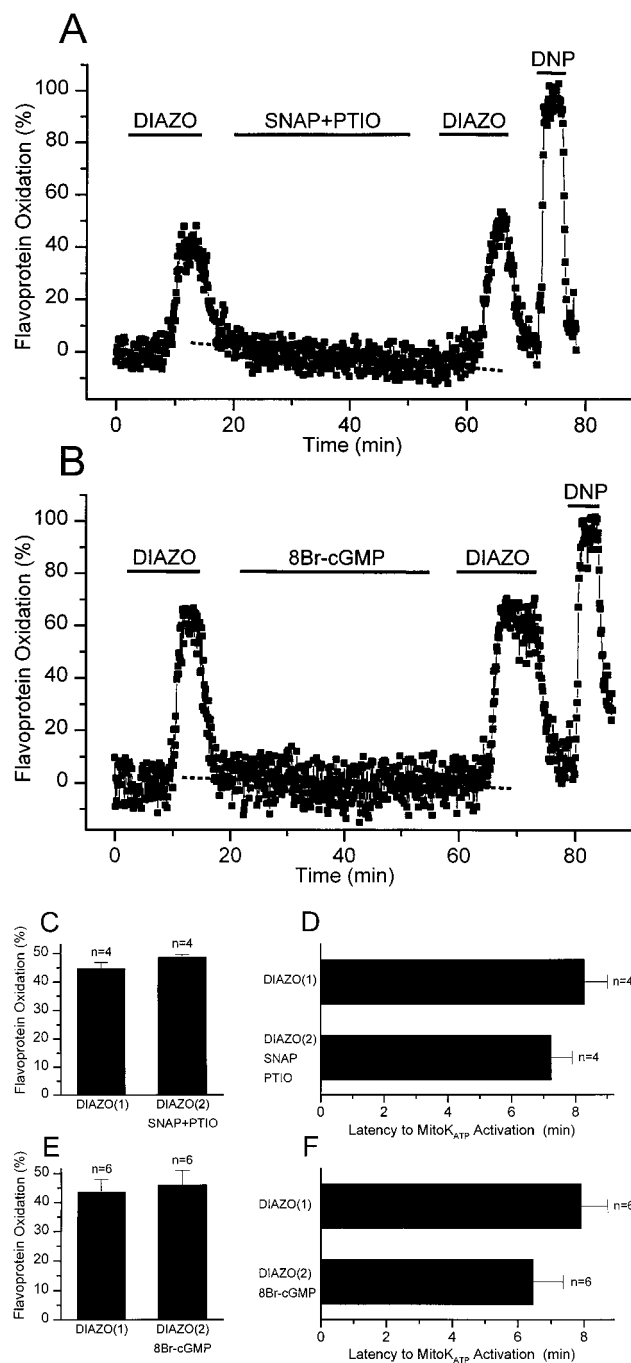 A
DNP
DIAZO SNAP+PTIO DIAZO
Flavoprotein Oxidation (%)
100
80
60
40
20
0
0 20 40 60 80
Time (min)
B
DNP
DIAZO 8Br-cGMP DIAZO
Flavoprotein Oxidation (%)
100
80
60
40
20
0
0 20 40 60 80
Time (min)
C
Flavoprotein Oxidation (%)
50
40
30
20
10
0
n=4 n=4
DIAZO(1) DIAZO(2)
SNAP+PTIO
D
DIAZO(1)
n=4
DIAZO(2)
SNAP
PTIO
n=4
0 2 4 6 8
Latency to MitoKATP Activation (min)
E
Flavoprotein Oxidation (%)
50
40
30
20
10
0
n=6 n=6
DIAZO(1) DIAZO(2)
8Br-cGMP
F
DIAZO(1)
n=6
DIAZO(2)
8Br-cGMP
n=6
0 2 4 6 8
Latency to MitoKATP Activation (min)